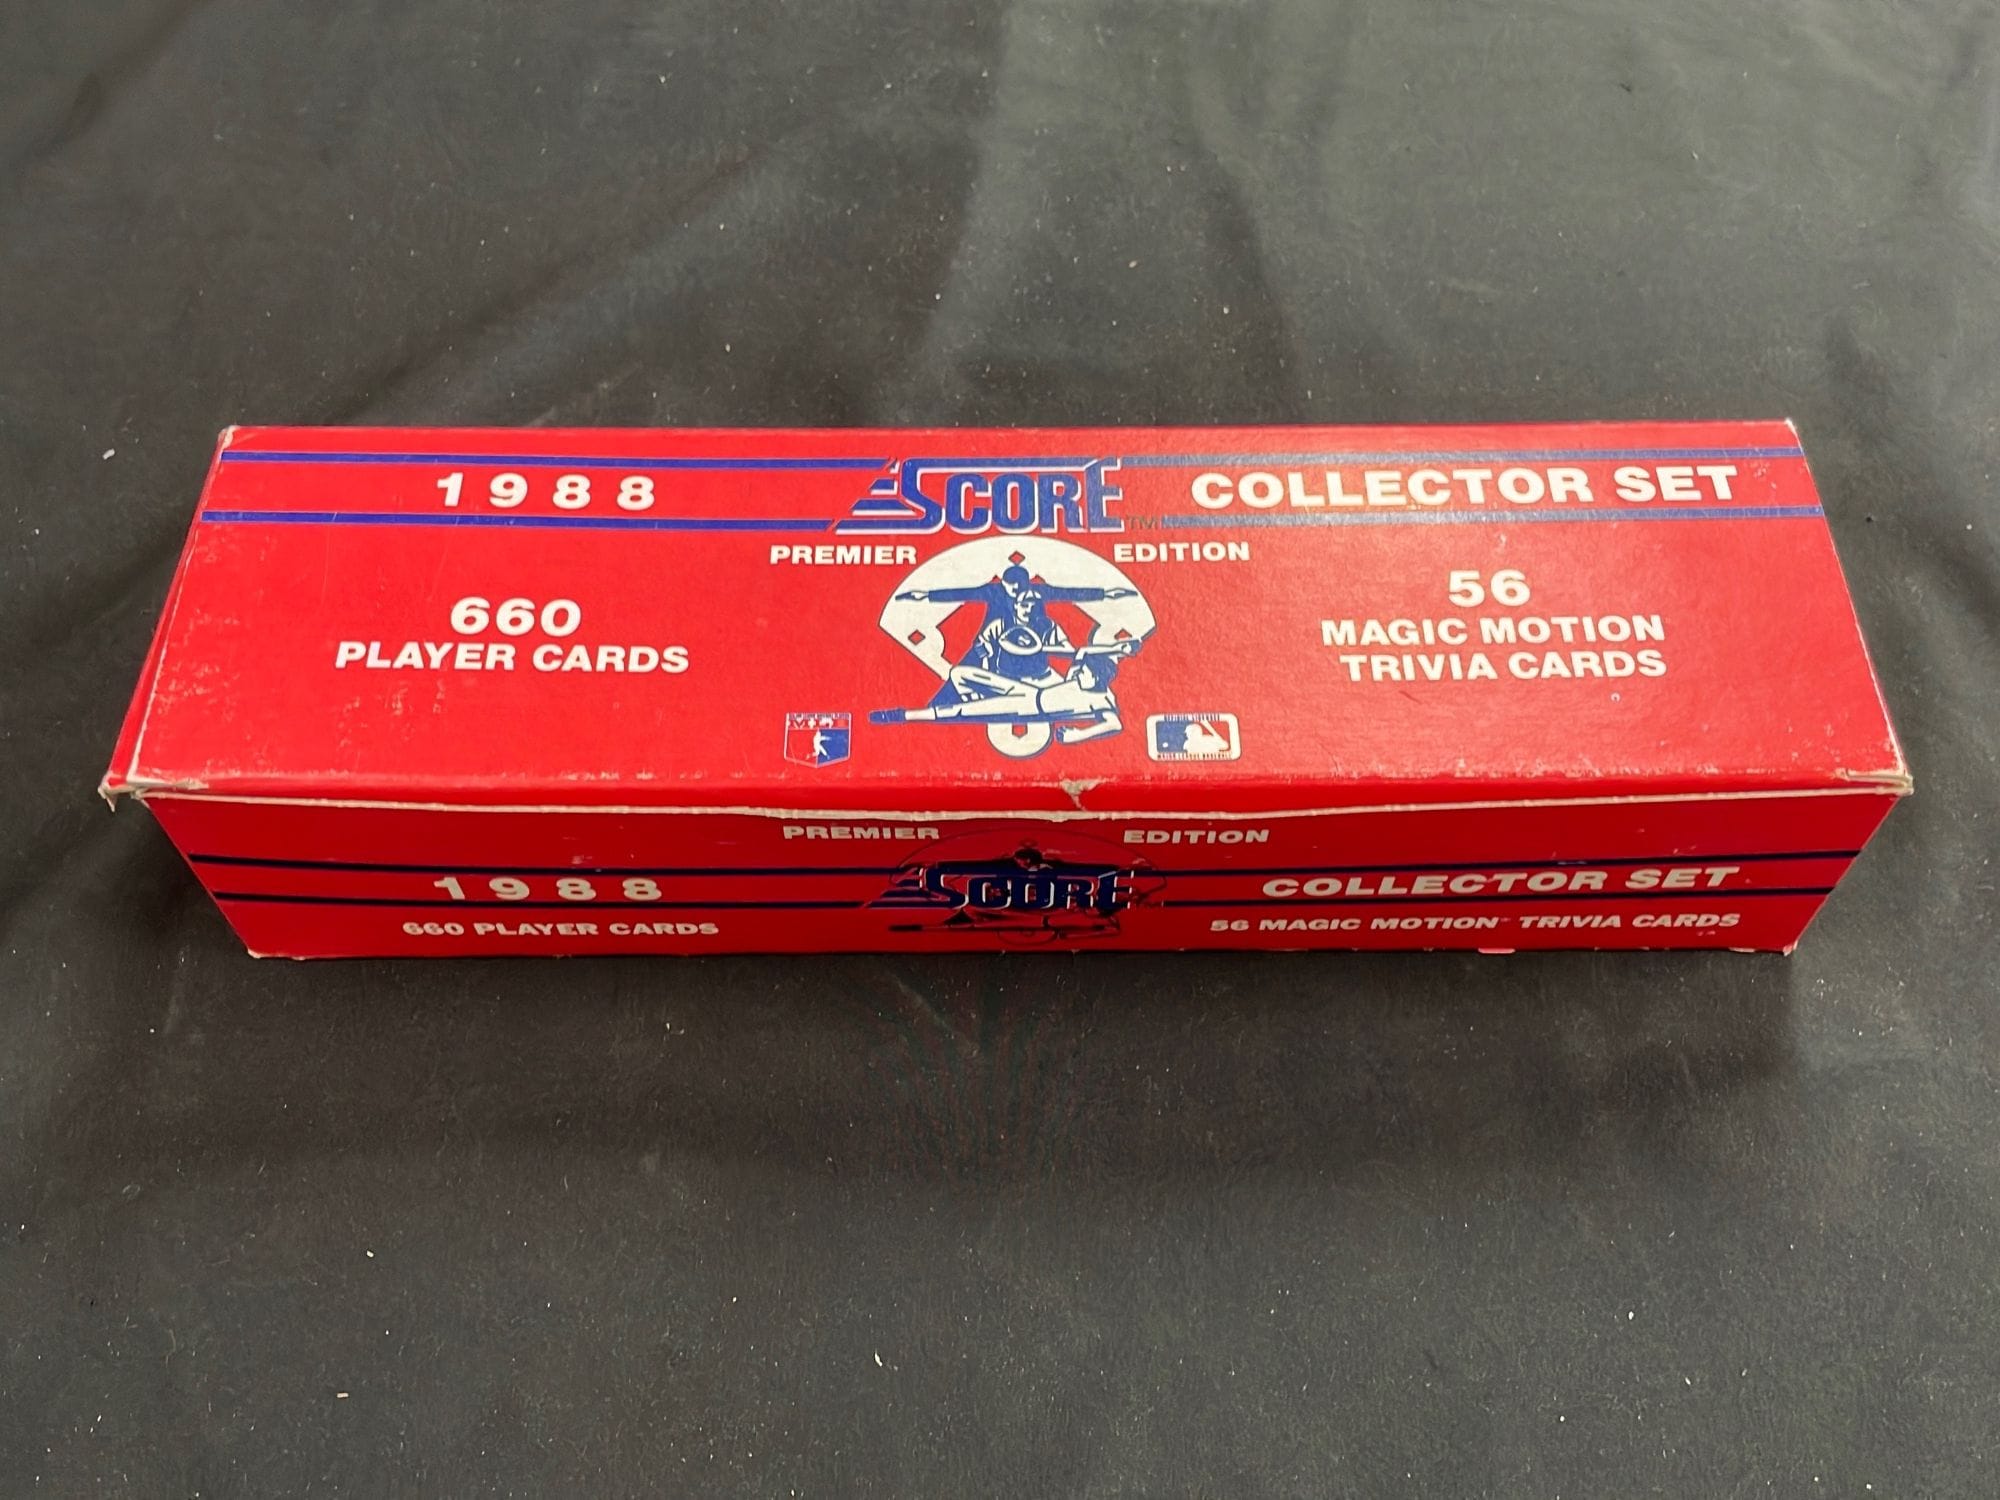 1988 SCORE™ COLLECTOR SET
PREMIER EDITION
660
PLAYER CARDS
56
MAGIC MOTION
TRIVIA CARDS
PREMIER EDITION
1988 SCORE COLLECTOR SET
660 PLAYER CARDS
56 MAGIC MOTION TRIVIA CARDS